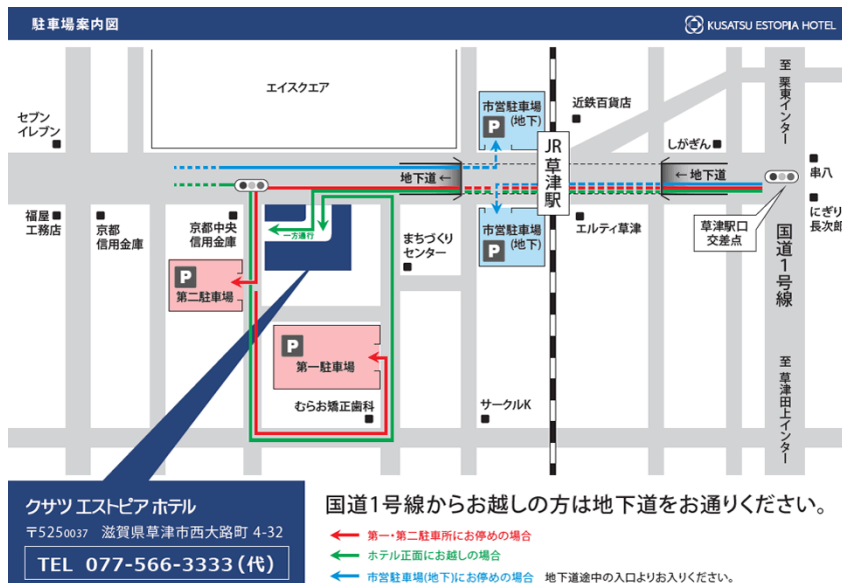 駐車場案内図
KUSATSU ESTOPIA HOTEL
エイスクエア
市営駐車場
(地下)
P
近鉄百貨店
至 栗東インター
セブン
イレブン
しがぎん
JR草津駅
地下道←
←地下道
串八
福屋
工務店
京都
信用金庫
京都中央
信用金庫
一方通行
まちづくり
センター
市営駐車場
(地下)
P
エルティ草津
草津駅口
交差点
国道1号線
にぎり
長次郎
P
第二駐車場
P
第一駐車場
むらお矯正歯科
サークルK
至 草津田上インター
クサツ エストピア ホテル
〒5250037 滋賀県草津市西大路町 4-32
TEL 077-566-3333(代)
国道1号線からお越しの方は地下道をお通りください。
第一・第二駐車所にお停めの場合
ホテル正面にお越しの場合
市営駐車場(地下)にお停めの場合 地下道途中の入口よりお入りください。